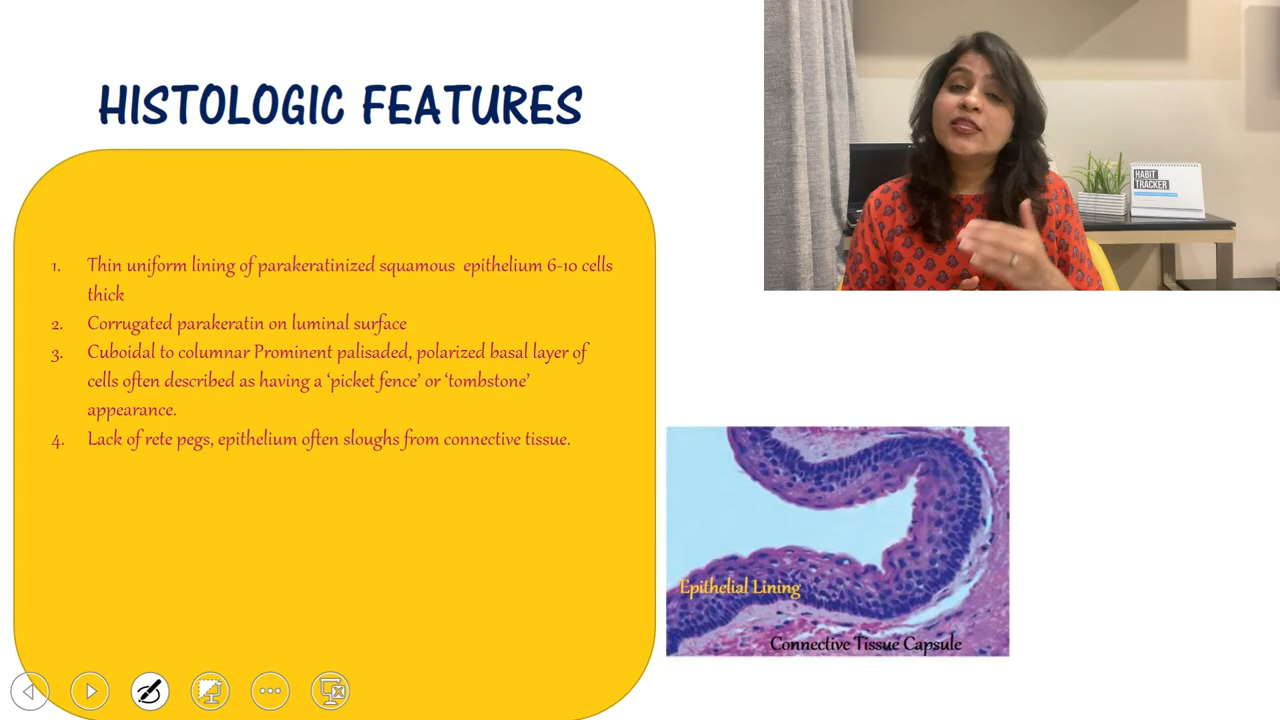 HISTOLOGIC FEATURES
1. Thin uniform lining of parakeratinized squamous epithelium 6-10 cells
thick
2. Corrugated parakeratin on luminal surface
3. Cuboidal to columnar Prominent palisaded, polarized basal layer of
cells often described as having a ‘picket fence’ or ‘tombstone’
appearance.
4. Lack of rete pegs, epithelium often sloughs from connective tissue.
HABIT
TRACKER
Epithelial Lining
Connective Tissue Capsule